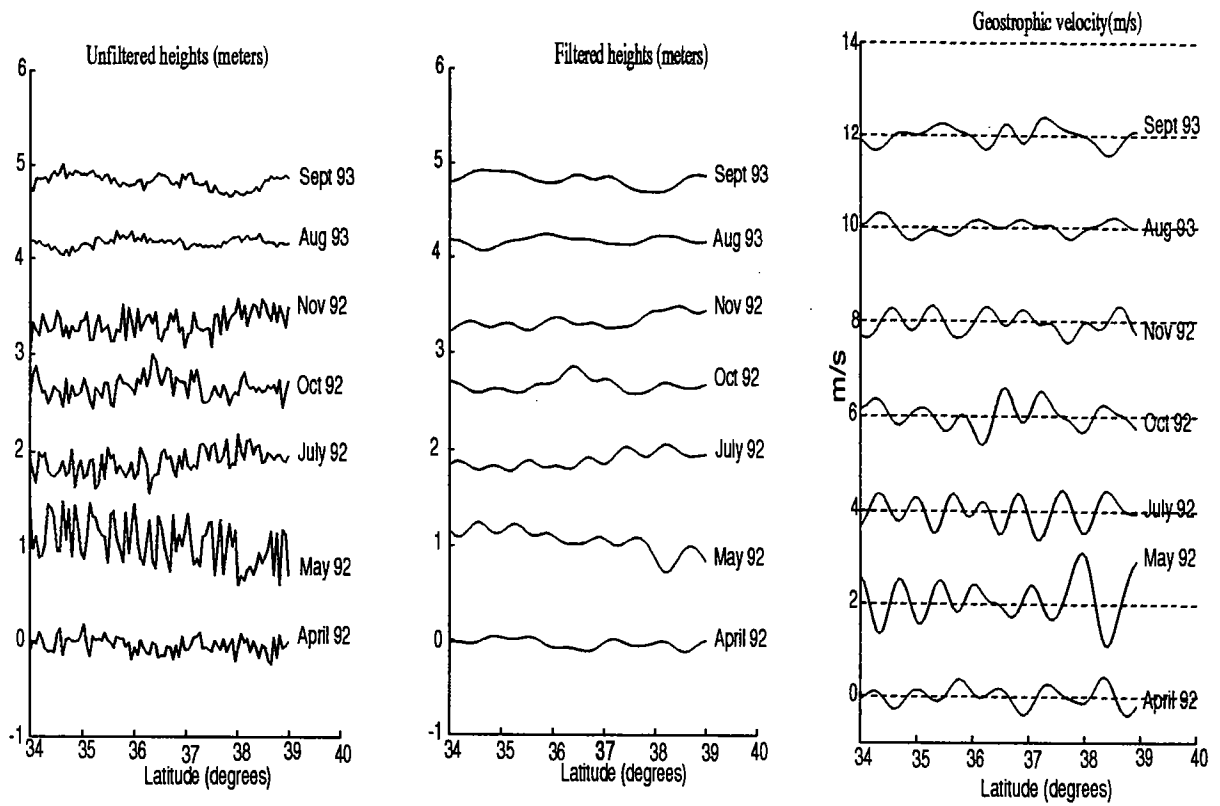 Unfiltered heights (meters)
6
5
4
3
2
1
0
-1
34 35 36 37 38 39 40
Latitude (degrees)
Sept 93
Aug 93
Nov 92
Oct 92
July 92
May 92
April 92
Filtered heights (meters)
6
5
4
3
2
1
0
-1
34 35 36 37 38 39 40
Latitude (degrees)
Sept 93
Aug 93
Nov 92
Oct 92
July 92
May 92
April 92
Geostrophic velocity(m/s)
14
12
10
8
6
4
2
0
m/s
34 35 36 37 38 39 40
Latitude (degrees)
Sept 93
Aug 93
Nov 92
Oct 92
July 92
May 92
April 92